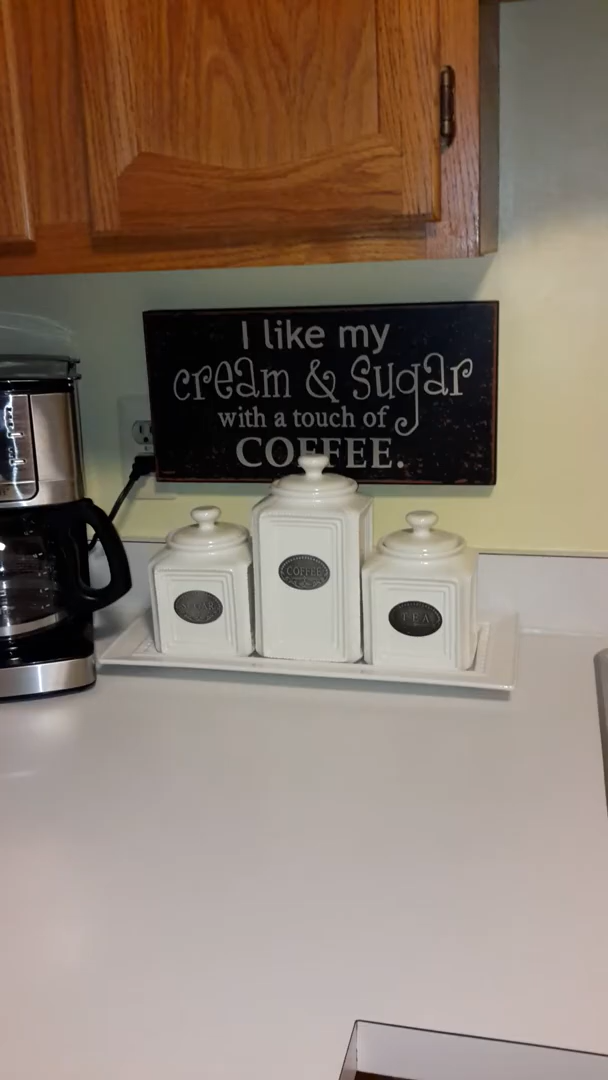 I like my
cream & sugar
with a touch of
COFFEE.
SUGAR
COFFEE
TEA